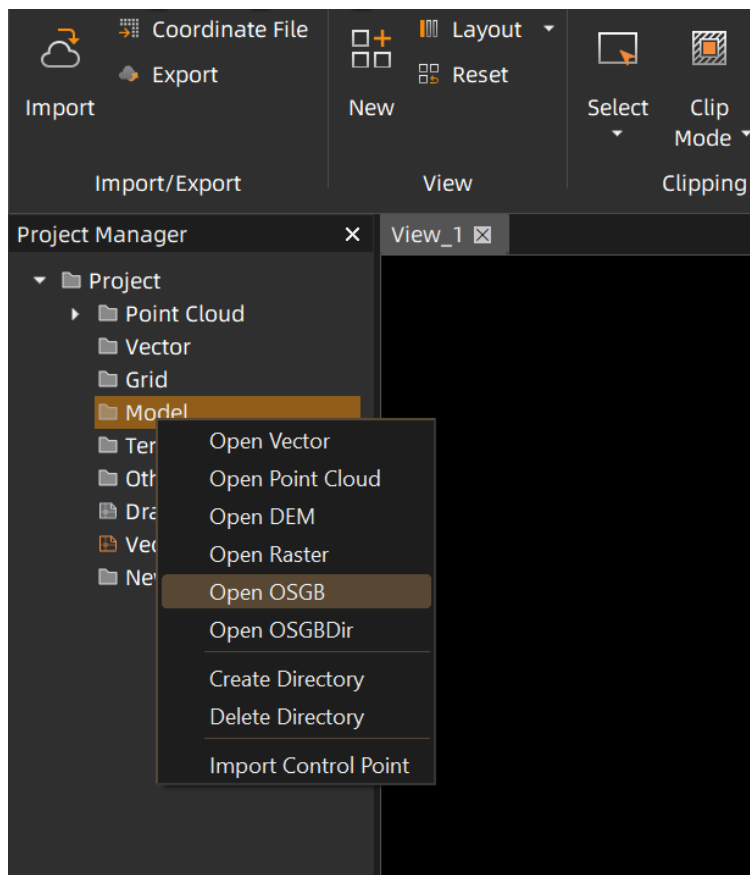 Coordinate File
Layout
Export
Reset
Import
New
Select
Clip
Mode
Import/Export
View
Clipping
Project Manager
View_1
Project
Point Cloud
Vector
Grid
Model
Open Vector
Open Point Cloud
Open DEM
Open Raster
Open OSGB
Open OSGBDir
Create Directory
Delete Directory
Import Control Point